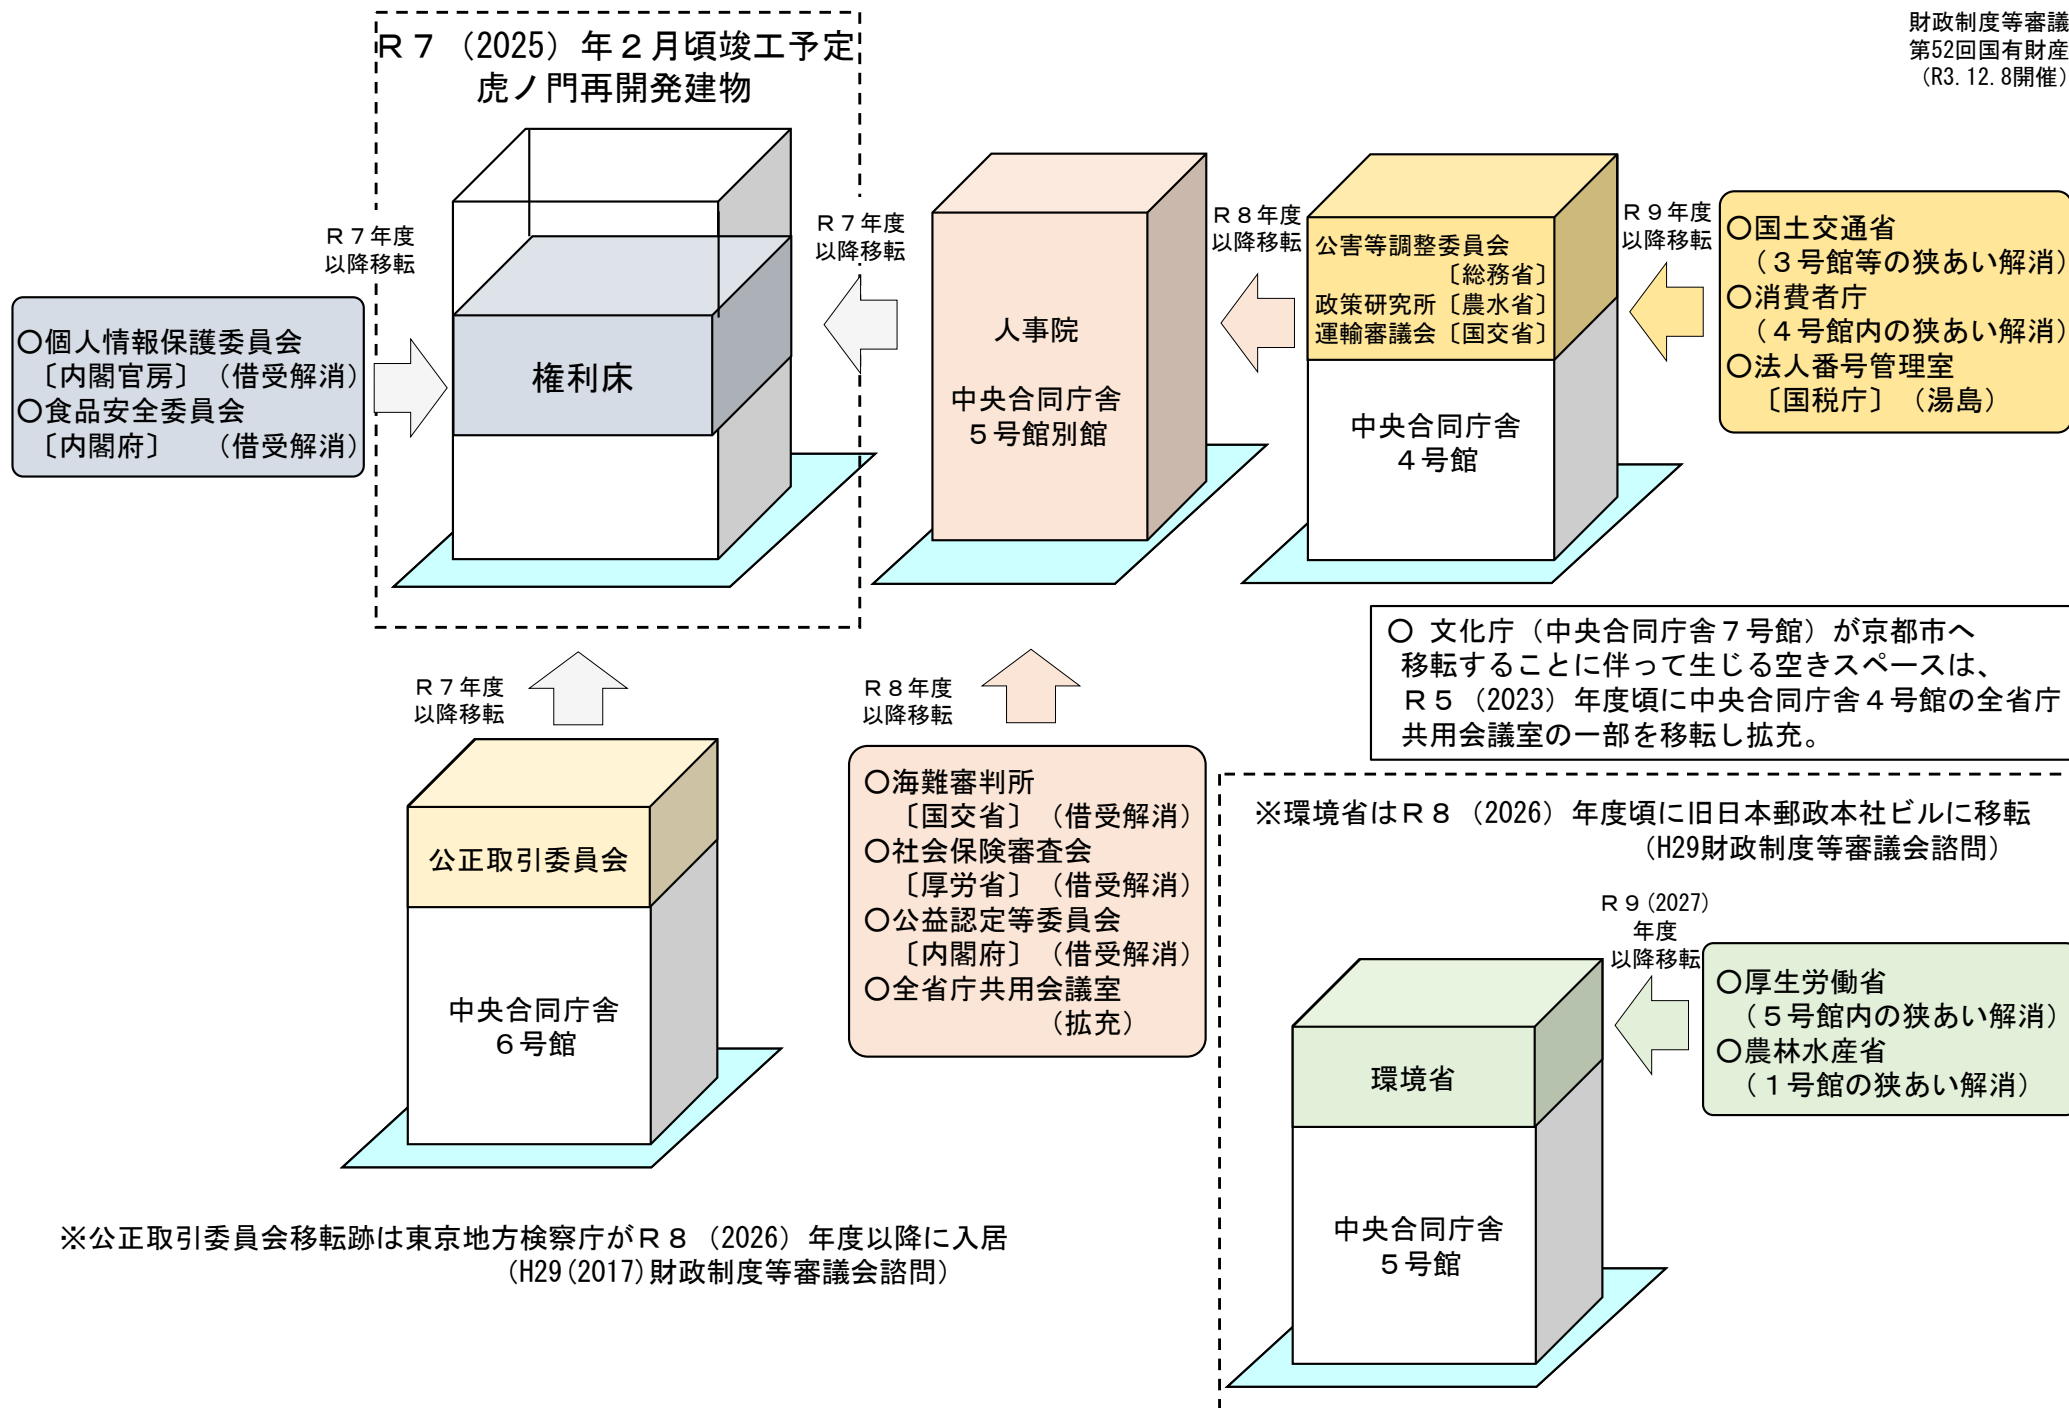 財政制度等審議
第52回国有財産
（R3.12.8開催）
Ｒ７（2025）年２月頃竣工予定
虎ノ門再開発建物
Ｒ７年度
以降移転
○個人情報保護委員会
〔内閣官房〕（借受解消）
○食品安全委員会
〔内閣府〕　（借受解消）
権利床
Ｒ７年度
以降移転
人事院
中央合同庁舎
５号館別館
Ｒ８年度
以降移転
公害等調整委員会
〔総務省〕
政策研究所〔農水省〕
運輸審議会〔国交省〕
中央合同庁舎
４号館
Ｒ９年度
以降移転
○国土交通省
（３号館等の狭あい解消）
○消費者庁
（４号館内の狭あい解消）
○法人番号管理室
〔国税庁〕（湯島）
○ 文化庁（中央合同庁舎７号館）が京都市へ
移転することに伴って生じる空きスペースは、
Ｒ５（2023）年度頃に中央合同庁舎４号館の全省庁
共用会議室の一部を移転し拡充。
Ｒ７年度
以降移転
公正取引委員会
中央合同庁舎
６号館
Ｒ８年度
以降移転
○海難審判所
〔国交省〕（借受解消）
○社会保険審査会
〔厚労省〕（借受解消）
○公益認定等委員会
〔内閣府〕（借受解消）
○全省庁共用会議室
（拡充）
※環境省はＲ８（2026）年度頃に旧日本郵政本社ビルに移転
（H29財政制度等審議会諮問）
Ｒ９(2027)
年度
以降移転
○厚生労働省
（５号館内の狭あい解消）
○農林水産省
（１号館の狭あい解消）
環境省
中央合同庁舎
５号館
※公正取引委員会移転跡は東京地方検察庁がＲ８（2026）年度以降に入居
（H29(2017)財政制度等審議会諮問）